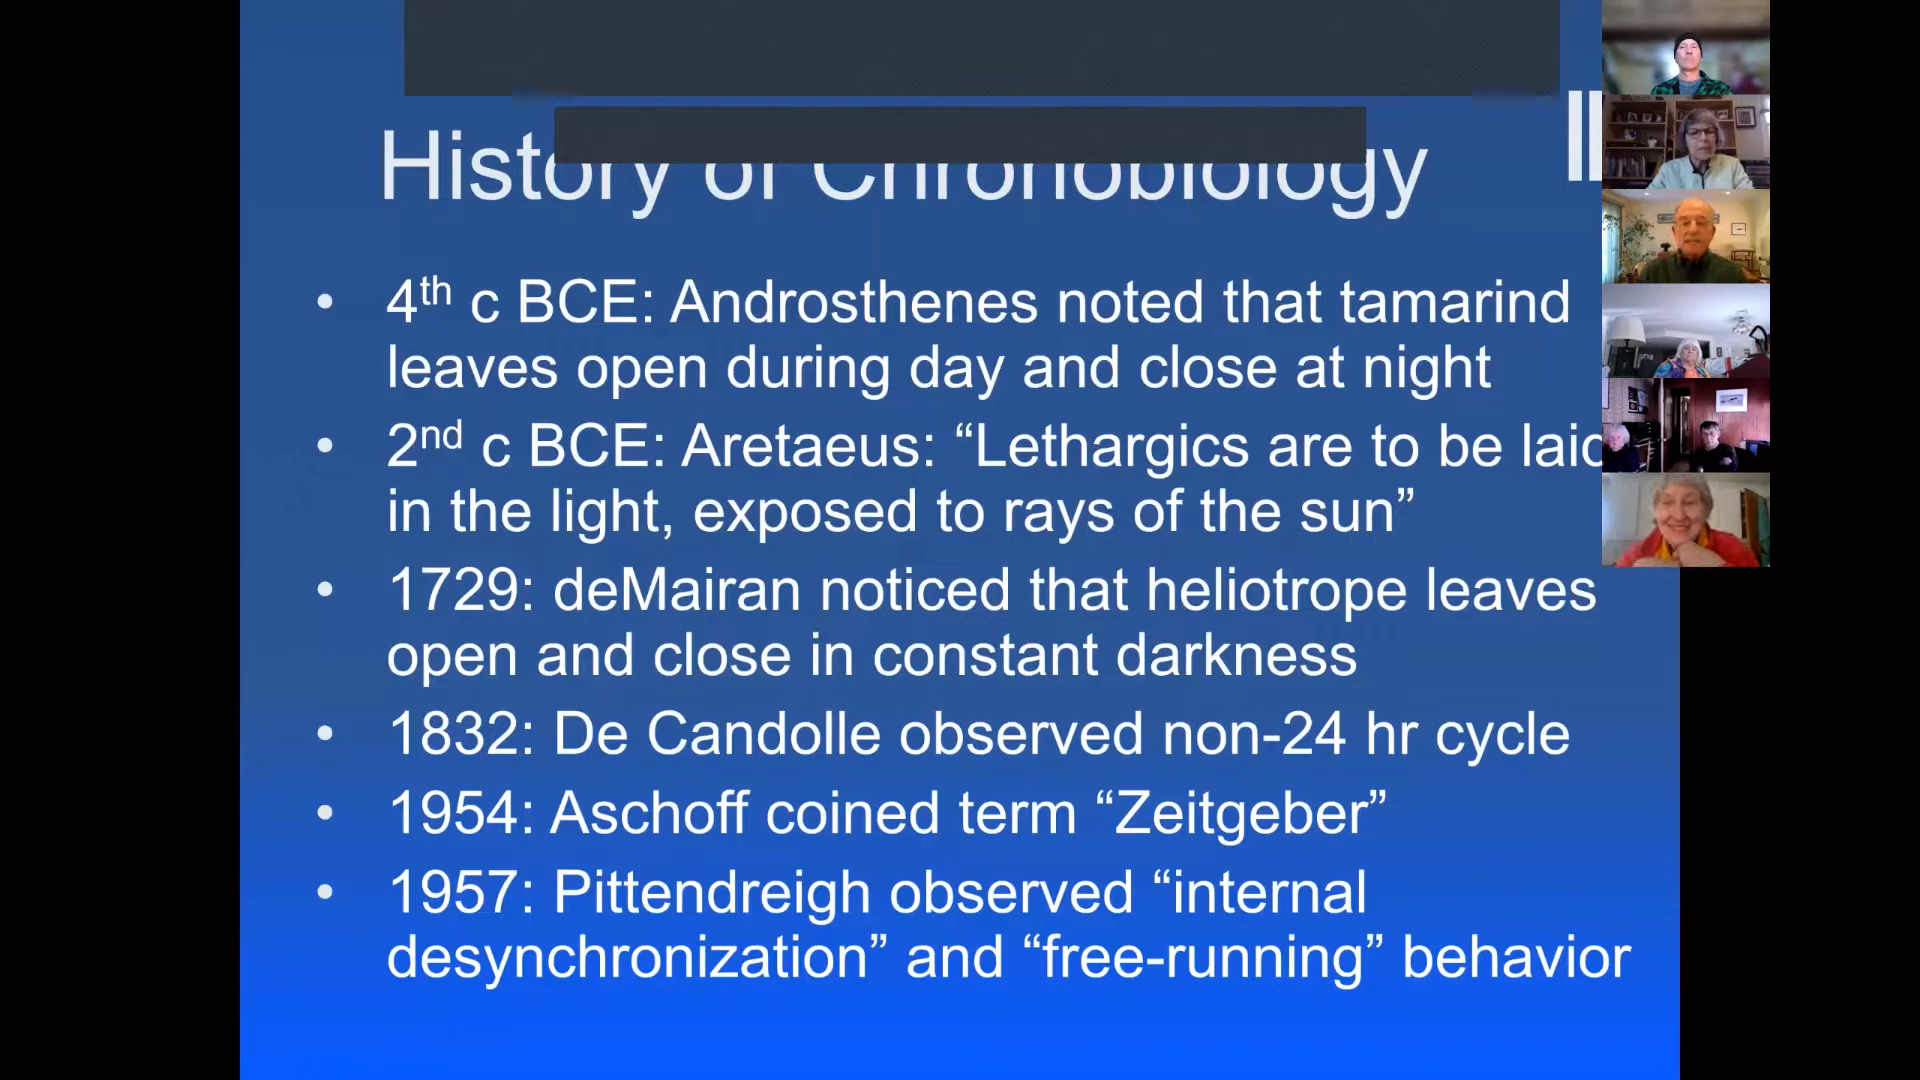 History of Chronobiology
• 4th c BCE: Androsthenes noted that tamarind
leaves open during day and close at night
• 2nd c BCE: Aretaeus: “Lethargics are to be laid
in the light, exposed to rays of the sun”
• 1729: deMairan noticed that heliotrope leaves
open and close in constant darkness
• 1832: De Candolle observed non-24 hr cycle
• 1954: Aschoff coined term “Zeitgeber”
• 1957: Pittendreigh observed “internal
desynchronization” and “free-running” behavior